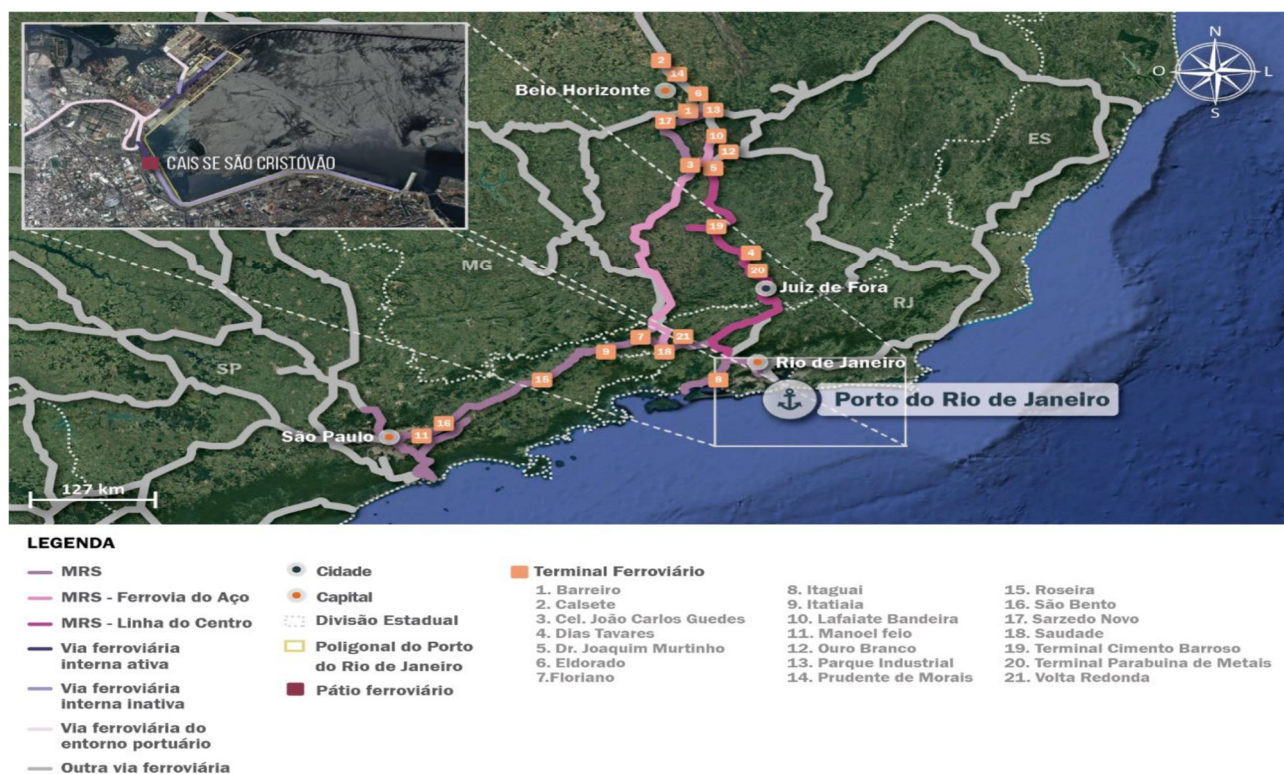 CAIS SE SÃO CRISTÓVÃO
N
O
L
S
2
14
Belo Horizonte
6
1
13
17
10
12
3
5
ES
19
4
MG
20
Juiz de Fora
RJ
7
21
9
18
Rio de Janeiro
SP
15
8
Porto do Rio de Janeiro
16
São Paulo
11
127 km
LEGENDA
MRS
MRS - Ferrovia do Aço
MRS - Linha do Centro
Via ferroviária
interna ativa
Via ferroviária
interna inativa
Via ferroviária do
entorno portuário
Outra via ferroviária
Cidade
Capital
Divisão Estadual
Poligonal do Porto
do Rio de Janeiro
Pátio ferroviário
Terminal Ferroviário
1. Barreiro
2. Calsete
3. Cel. João Carlos Guedes
4. Dias Tavares
5. Dr. Joaquim Murtinho
6. Eldorado
7.Floriano
8. Itaguai
9. Itatiaia
10. Lafaiate Bandeira
11. Manoel feio
12. Ouro Branco
13. Parque Industrial
14. Prudente de Morais
15. Roseira
16. São Bento
17. Sarzedo Novo
18. Saudade
19. Terminal Cimento Barroso
20. Terminal Parabuina de Metais
21. Volta Redonda